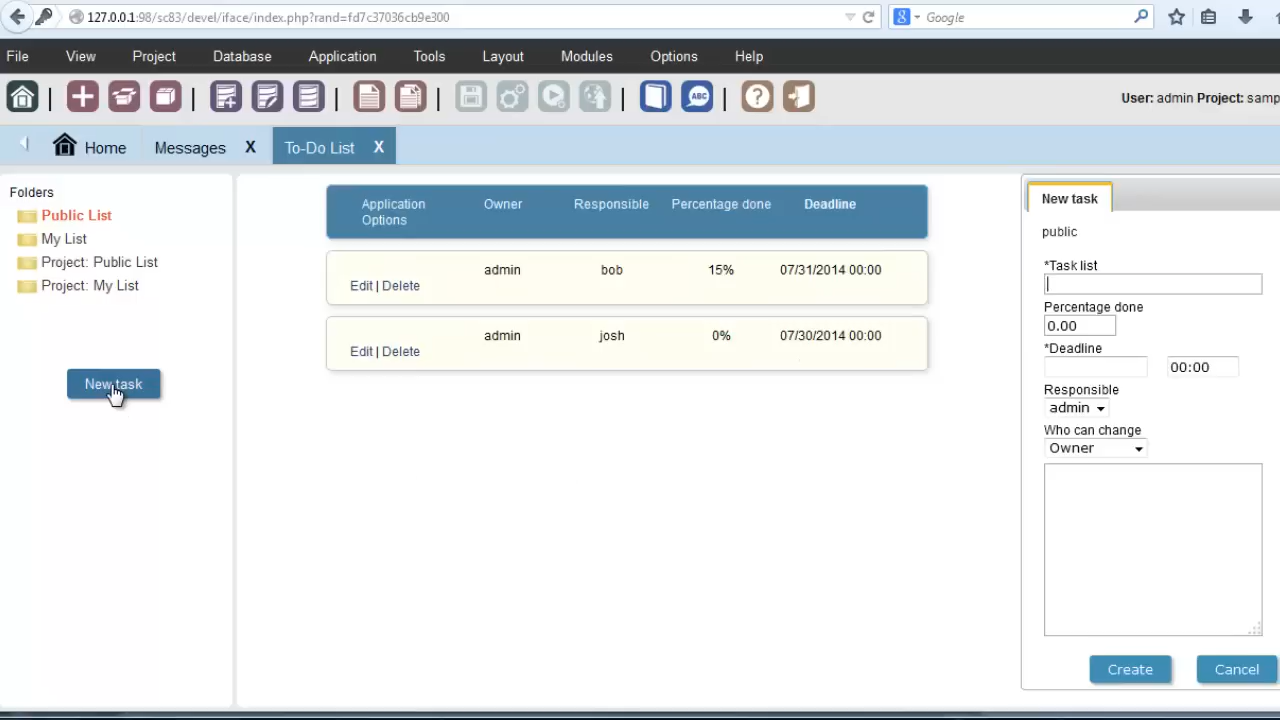 127.0.0.1:98/sc83/devel/iface/index.php?rand=fd7c37036cb9e300
Google
File View Project Database Application Tools Layout Modules Options Help
ABC
?
User: admin Project: samp
Home Messages X To-Do List X
Folders
Public List
My List
Project: Public List
Project: My List
New task
Application Options Owner Responsible Percentage done Deadline
admin bob 15% 07/31/2014 00:00
Edit | Delete
admin josh 0% 07/30/2014 00:00
Edit | Delete
New task
public
*Task list
Percentage done
0.00
*Deadline
00:00
Responsible
admin
Who can change
Owner
Create Cancel